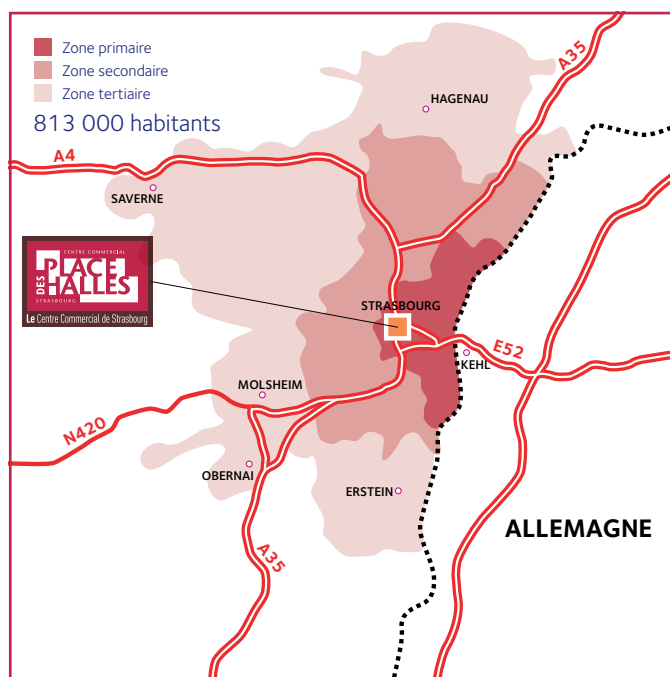 Zone primaire
Zone secondaire
Zone tertiaire
813 000 habitants
A35
HAGENAU
A4
SAVERNE
CENTRE COMMERCIAL
PLACE
DES HALLES
STRASBOURG
Le Centre Commercial de Strasbourg
STRASBOURG
E52
KEHL
MOLSHEIM
N420
OBERNAI
ERSTEIN
ALLEMAGNE
A35